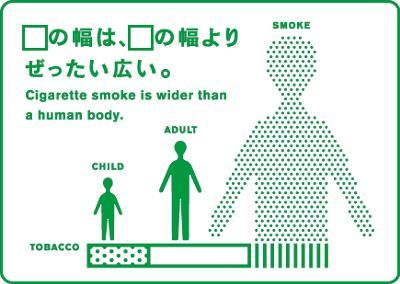 □の幅は、□の幅より
ぜったい広い。
Cigarette smoke is wider than
a human body.
SMOKE
ADULT
CHILD
TOBACCO